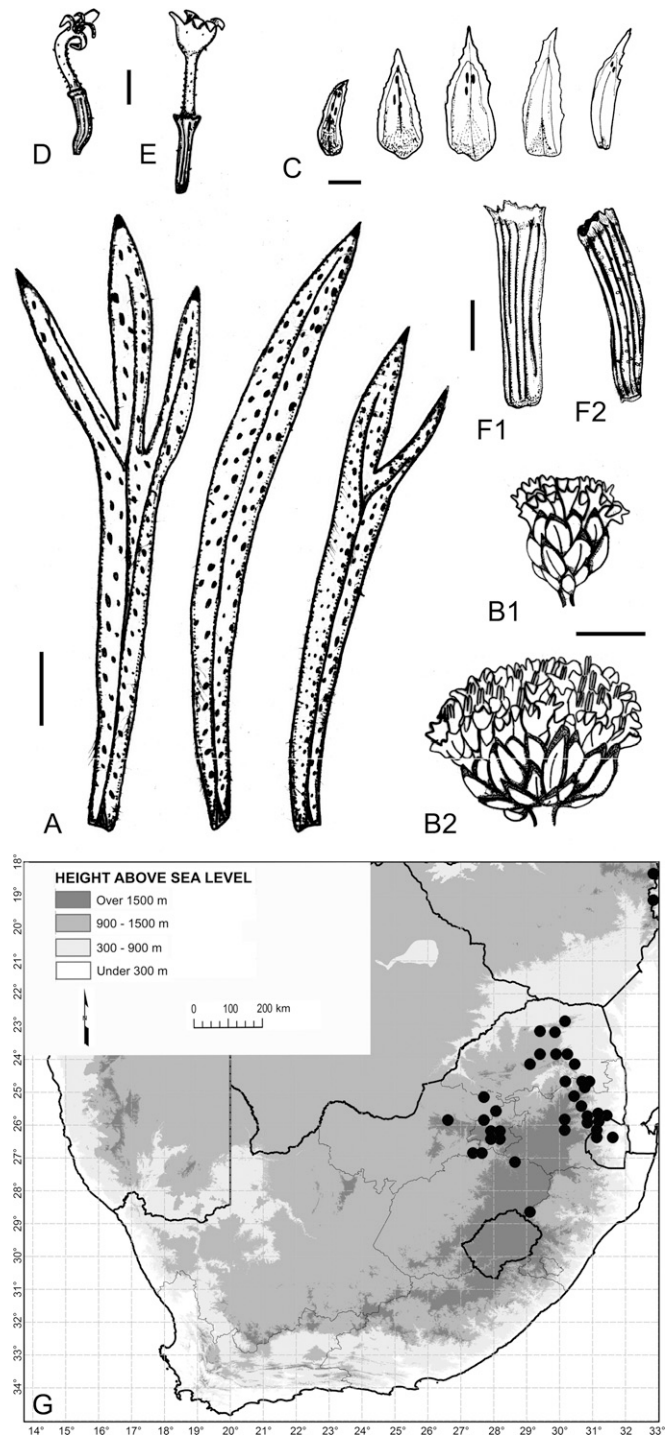 D
E
C
A
F1
F2
B1
B2
HEIGHT ABOVE SEA LEVEL
Over 1500 m
900 - 1500 m
300 - 900 m
Under 300 m
N
0 100 200 km
18°
19°
20°
21°
22°
23°
24°
25°
26°
27°
28°
29°
30°
31°
32°
33°
34°
G
14° 15° 16° 17° 18° 19° 20° 21° 22° 23° 24° 25° 26° 27° 28° 29° 30° 31° 32° 33°